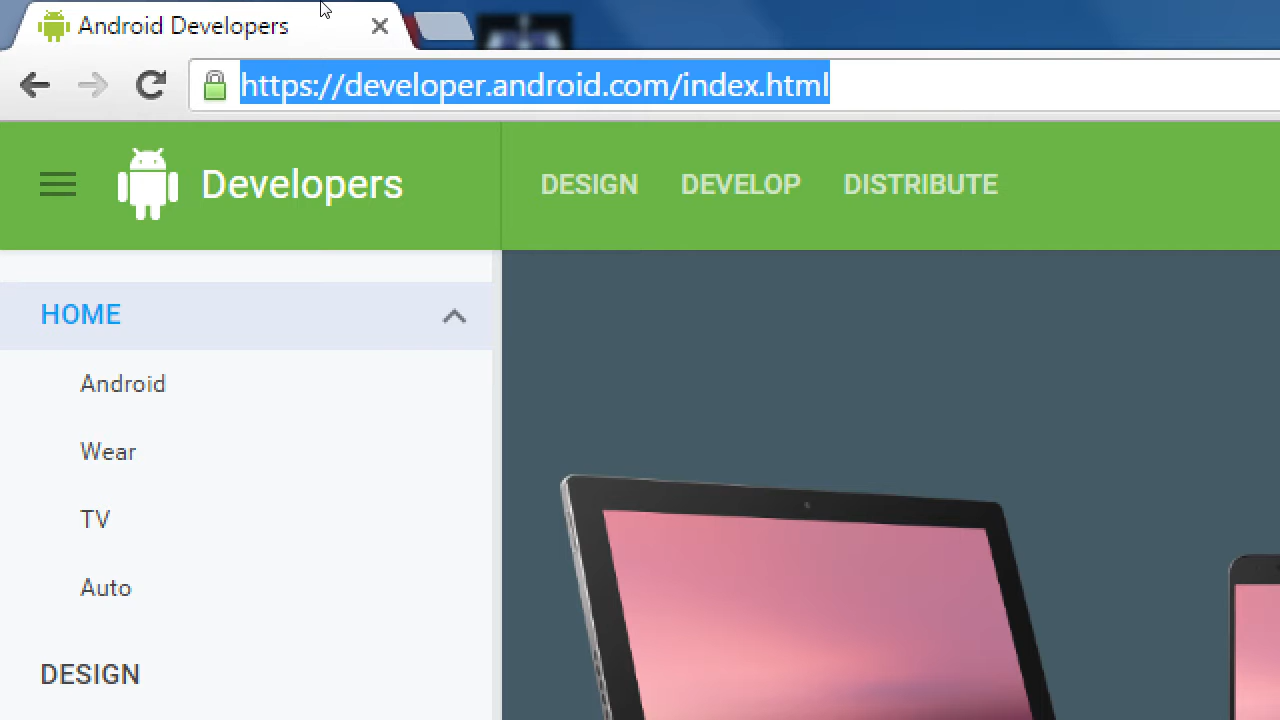 Android Developers
https://developer.android.com/index.html
Developers DESIGN DEVELOP DISTRIBUTE
HOME
Android
Wear
TV
Auto
DESIGN